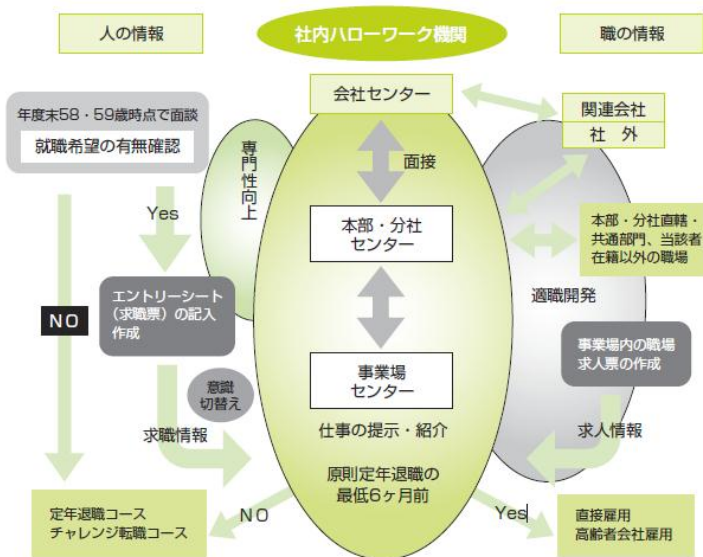 人の情報
社内ハローワーク機関
職の情報
会社センター
年度末58・59歳時点で面談
就職希望の有無確認
関連会社
社 外
専門性向上
面接
Yes
本部・分社
センター
本部・分社直轄・
共通部門、当該者
在籍以外の職場
エントリーシート
(求職票)の記入
作成
NO
適職開発
事業場内の職場
求人票の作成
事業場
センター
意識
切替え
求職情報
仕事の提示・紹介
求人情報
原則定年退職の
最低6ヶ月前
定年退職コース
チャレンジ転職コース
NO
Yes
直接雇用
高齢者会社雇用